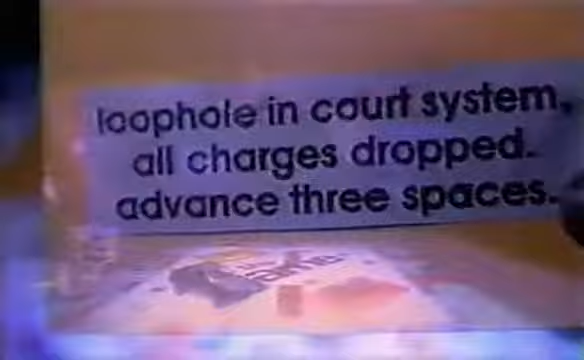 loophole in court system,
all charges dropped.
advance three spaces.